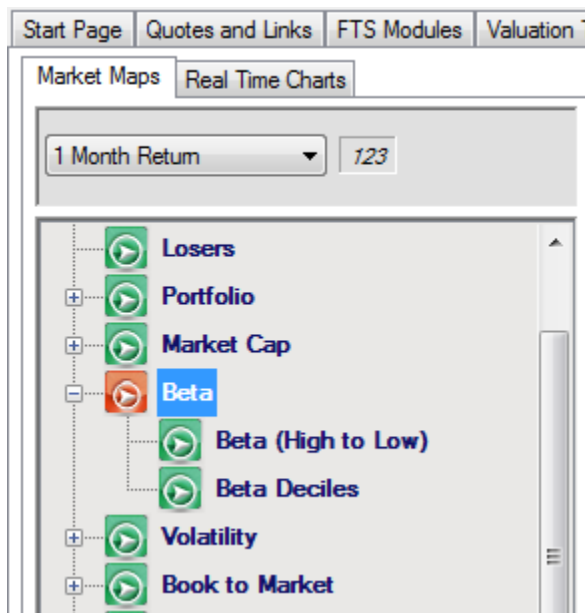 Start Page Quotes and Links FTS Modules Valuation
Market Maps Real Time Charts
1 Month Return 123
Losers
Portfolio
Market Cap
Beta
Beta (High to Low)
Beta Deciles
Volatility
Book to Market